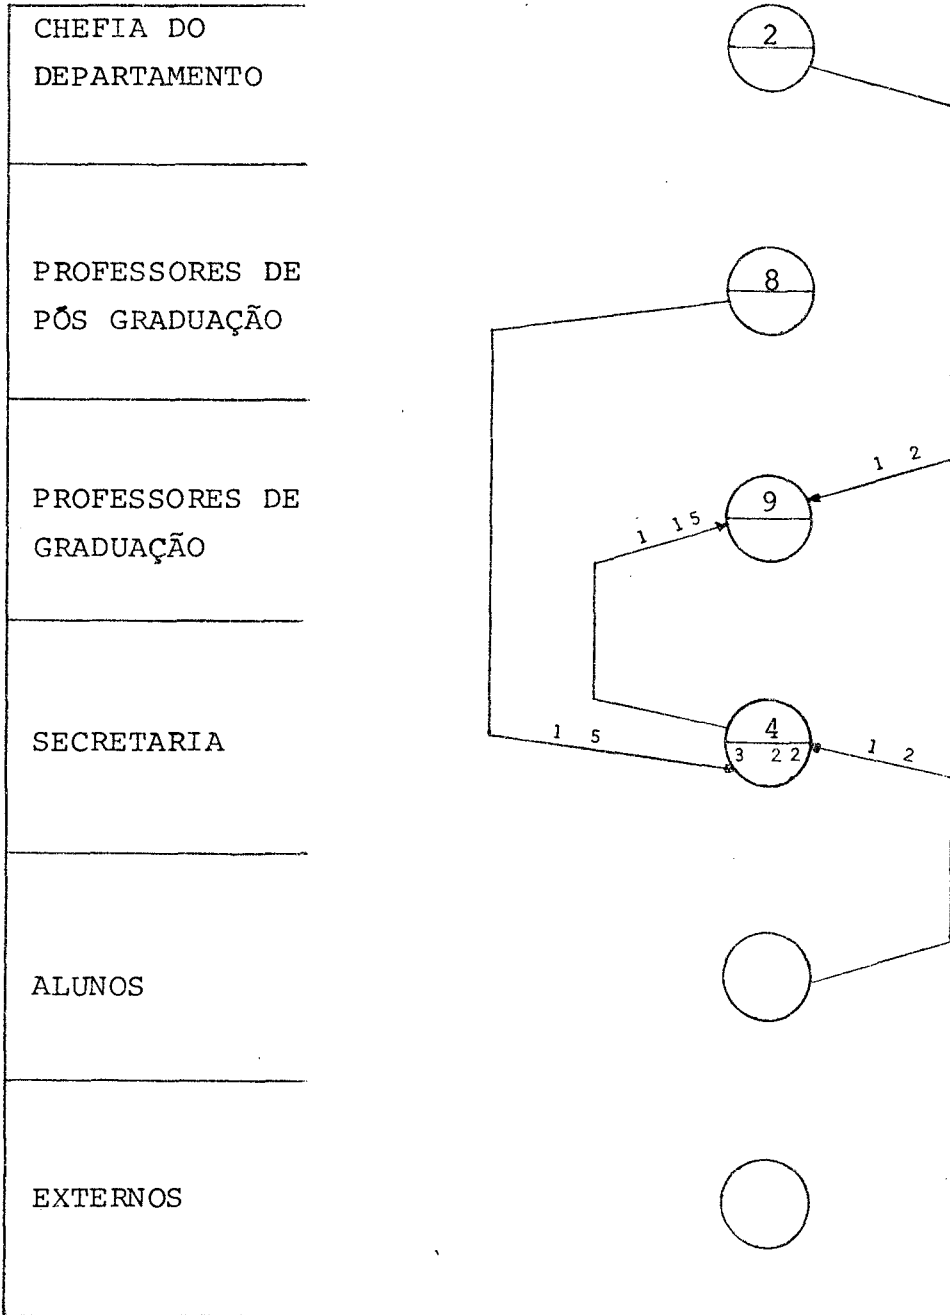 CHEFIA DO
DEPARTAMENTO
2
PROFESSORES DE
PÕS GRADUAÇÃO
8
1 2
PROFESSORES DE
GRADUAÇÃO
9
1 15
SECRETARIA
4
3 2 2
1 5
1 2
ALUNOS
EXTERNOS